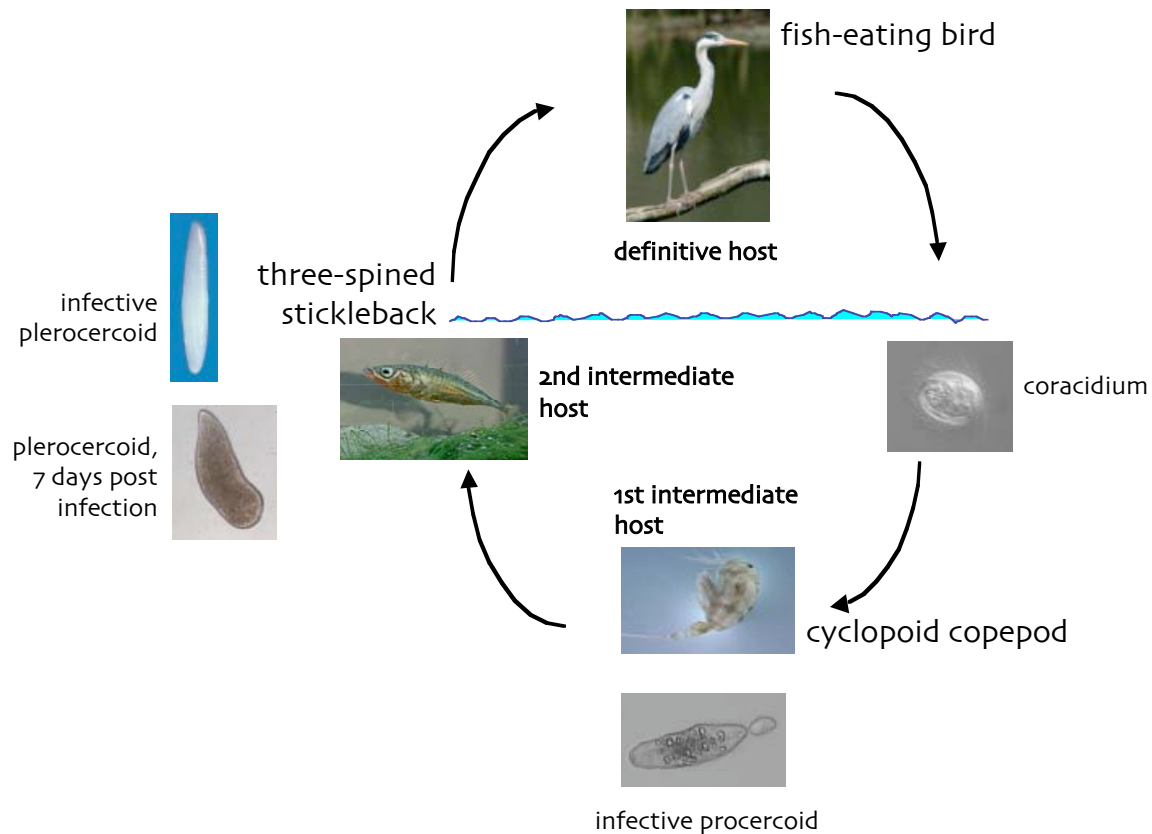 fish-eating bird
definitive host
three-spined
stickleback
infective
plerocercoid
2nd intermediate
host
coracidium
plerocercoid,
7 days post
infection
1st intermediate
host
cyclopoid copepod
infective procercoid